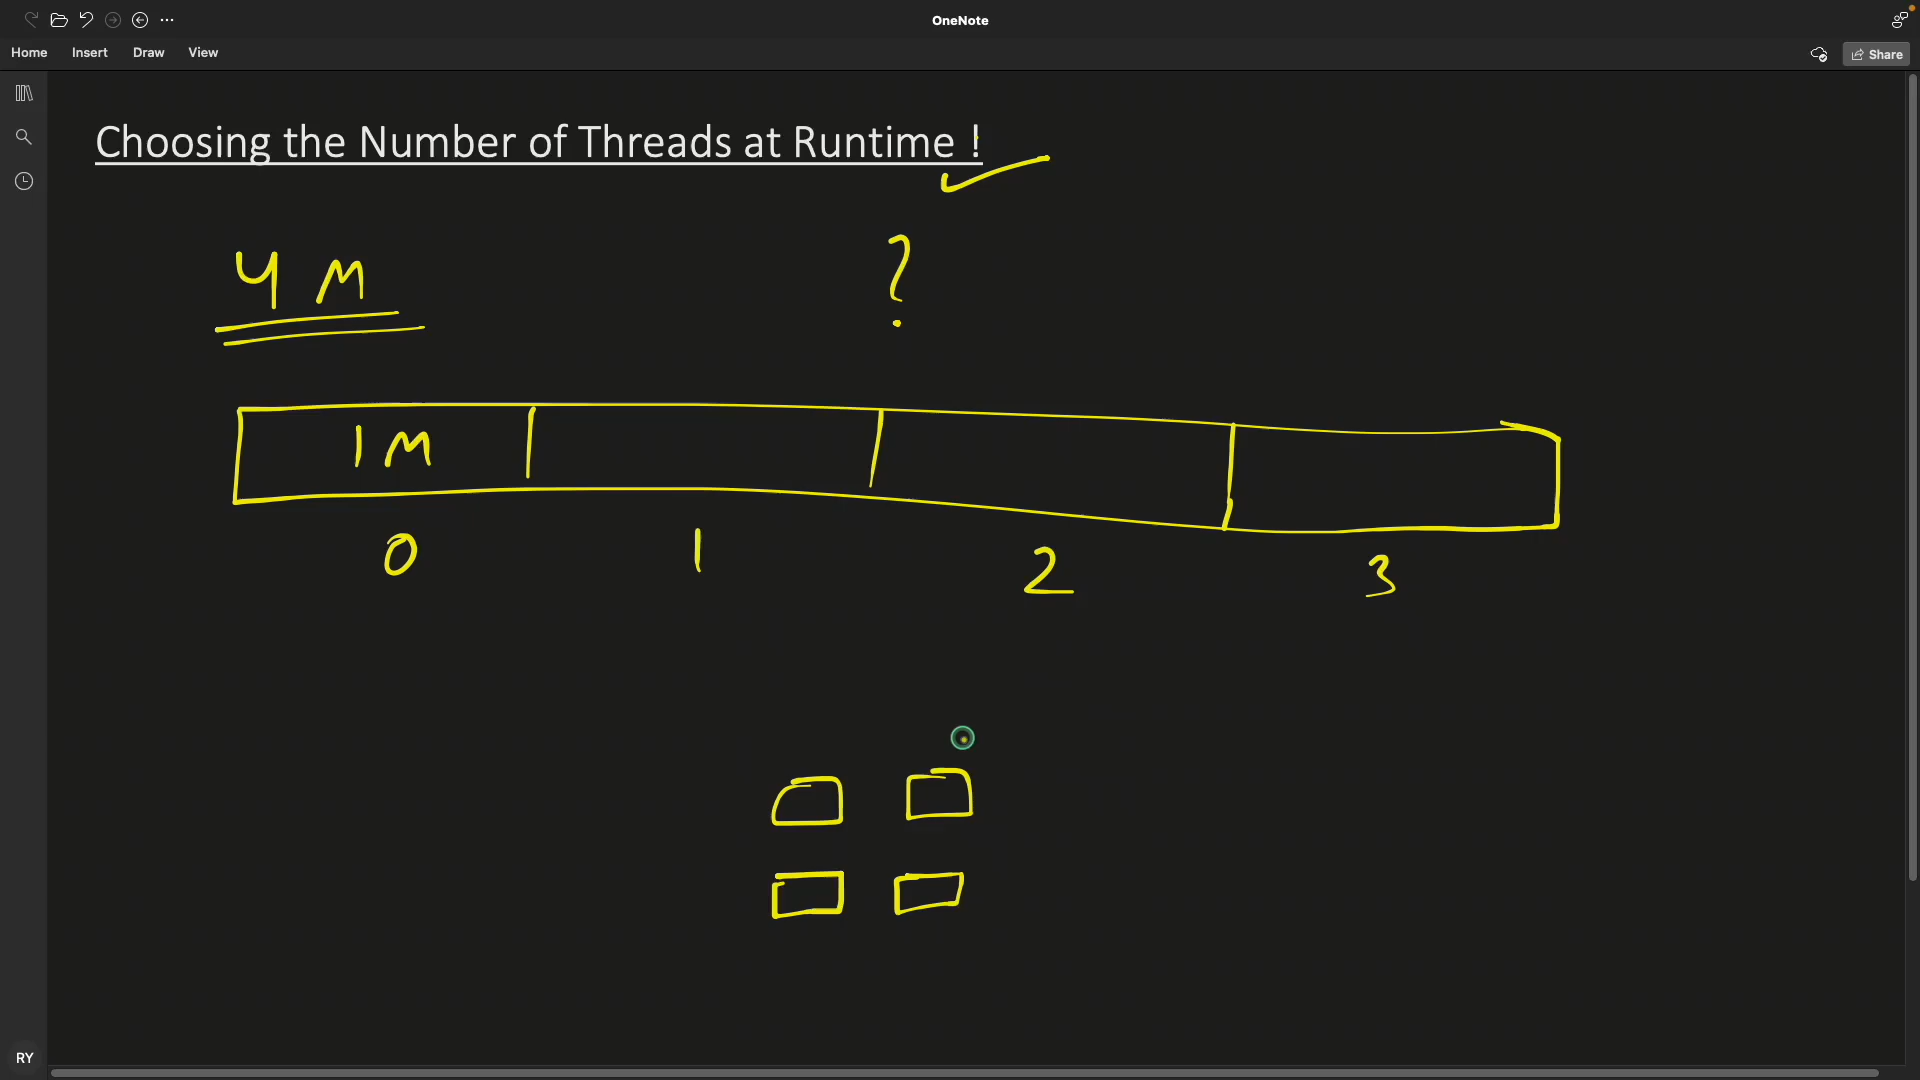 OneNote
Home Insert Draw View
Share
Choosing the Number of Threads at Runtime !
4 M ?
1 M
0 1 2 3
RY